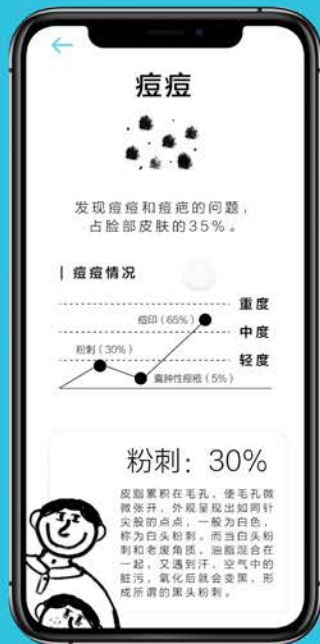 痘痘
发现痘痘和痘疤的问题，
占脸部皮肤的35%。
痘痘情况
重度
痘印（65%）
中度
粉刺（30%）
轻度
囊肿性痤疮（5%）
粉刺：30%
皮脂累积在毛孔，使毛孔微
微张开，外观呈现出如同针
尖般的点点，一般为白色，
称为白头粉刺。而当白头粉
刺和老废角质，油脂混合在
一起，又遇到汗、空气中的
脏污，氧化后就会变黑，形
成所谓的黑头粉刺。